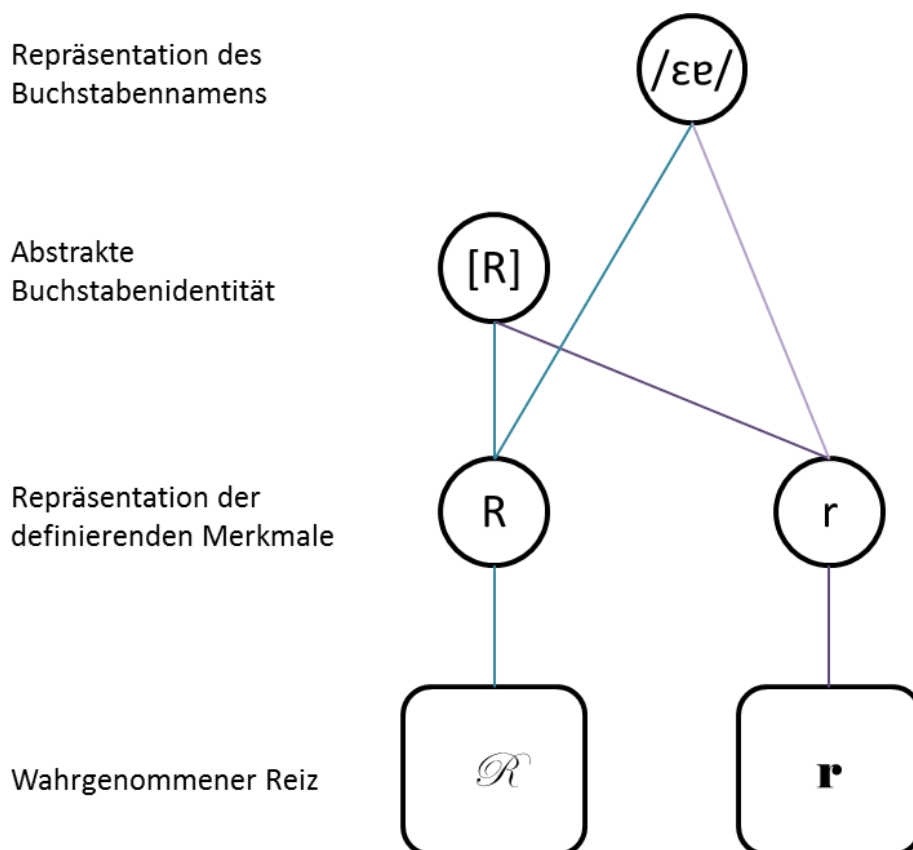 Repräsentation des
Buchstabennamens
/ɛɐ/
Abstrakte
Buchstabenidentität
[R]
Repräsentation der
definierenden Merkmale
R
r
Wahrgenommener Reiz
ℛ
r